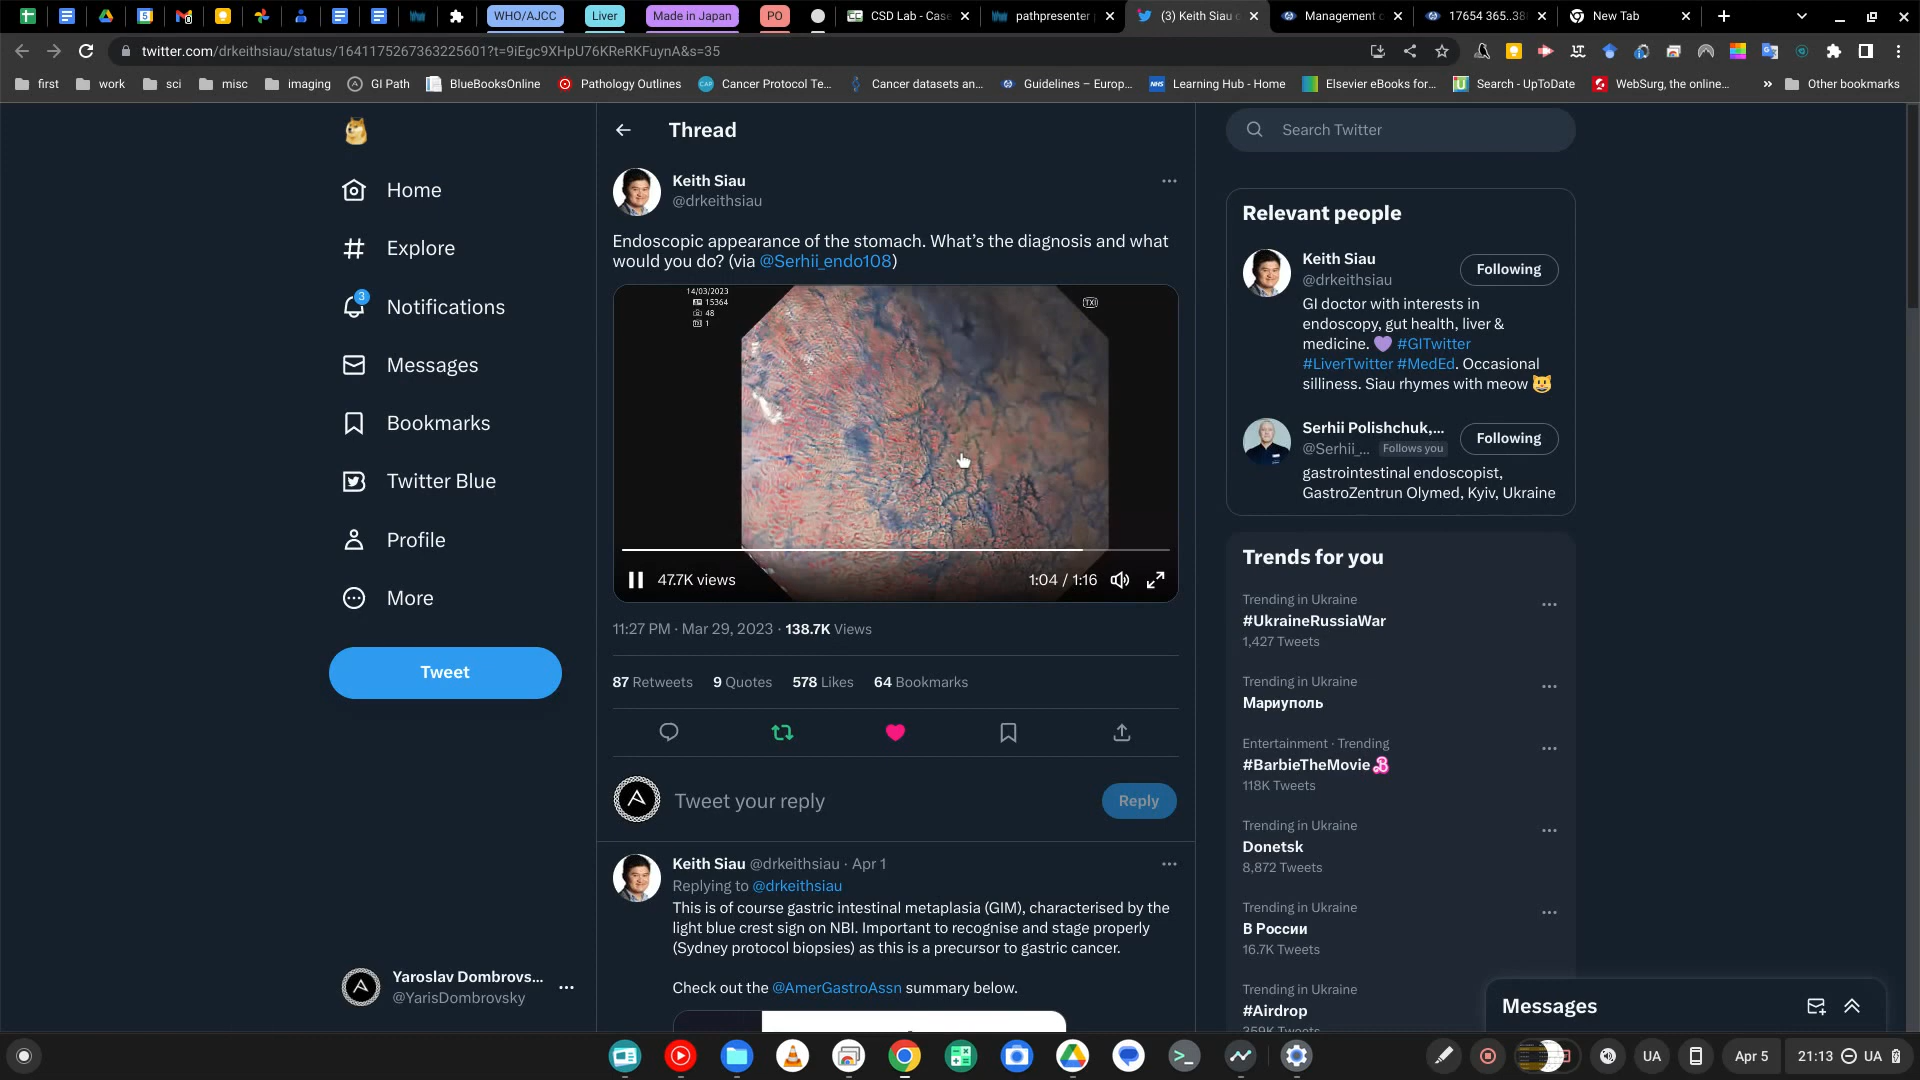 WHO/AJCC
Liver
Made in Japan
PO
CSD Lab - Cas
pathpresenter
(3) Keith Siau
Management
17654 365..38
New Tab
twitter.com/drkeithsiau/status/1641175267363225601?t=9iEgc9XHpU76KReRKFuynA&s=35
first
work
sci
misc
imaging
GI Path
BlueBooksOnline
Pathology Outlines
Cancer Protocol Te...
Cancer datasets an...
Guidelines – Europ...
Learning Hub - Home
Elsevier eBooks for...
Search - UpToDate
WebSurg, the online...
Other bookmarks
Home
Explore
3
Notifications
Messages
Bookmarks
Twitter Blue
Profile
More
Tweet
Yaroslav Dombrovs...
@YarisDombrovsky
Thread
Keith Siau
@drkeithsiau
Endoscopic appearance of the stomach. What's the diagnosis and what
would you do? (via @Serhii_endo108)
14/03/2023
15364
48
1
TXI
47.7K views
1:04 / 1:16
11:27 PM · Mar 29, 2023 · 138.7K Views
87 Retweets 9 Quotes 578 Likes 64 Bookmarks
Tweet your reply
Reply
Keith Siau @drkeithsiau · Apr 1
Replying to @drkeithsiau
This is of course gastric intestinal metaplasia (GIM), characterised by the
light blue crest sign on NBI. Important to recognise and stage properly
(Sydney protocol biopsies) as this is a precursor to gastric cancer.
Check out the @AmerGastroAssn summary below.
Search Twitter
Relevant people
Keith Siau
@drkeithsiau
Following
GI doctor with interests in
endoscopy, gut health, liver &
medicine. 💜 #GITwitter
#LiverTwitter #MedEd. Occasional
silliness. Siau rhymes with meow 😺
Serhii Polishchuk,...
@Serhii_... Follows you
Following
gastrointestinal endoscopist,
GastroZentrun Olymed, Kyiv, Ukraine
Trends for you
Trending in Ukraine
#UkraineRussiaWar
1,427 Tweets
Trending in Ukraine
Мариуполь
Entertainment · Trending
#BarbieTheMovie
118K Tweets
Trending in Ukraine
Donetsk
8,872 Tweets
Trending in Ukraine
В России
16.7K Tweets
Trending in Ukraine
#Airdrop
359K Tweets
Messages
UA
Apr 5
21:13
UA